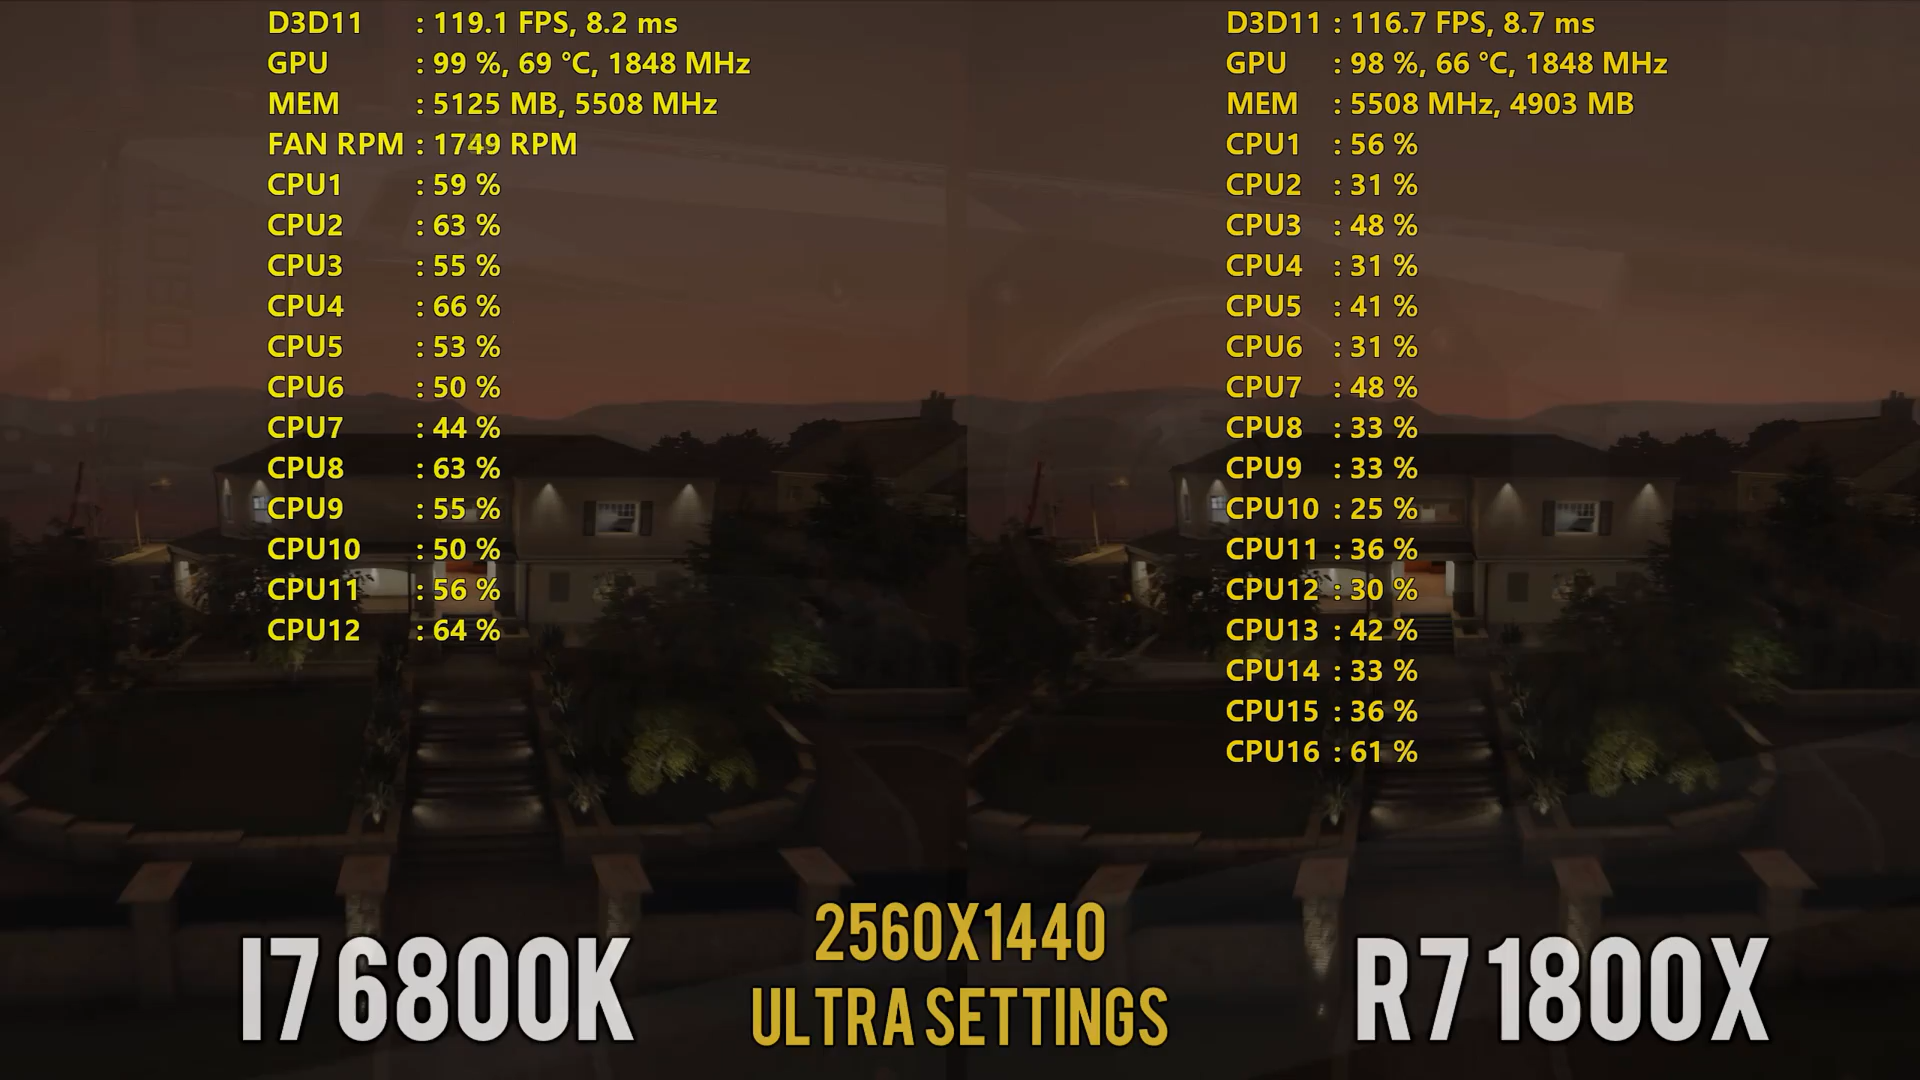 D3D11 : 119.1 FPS, 8.2 ms
GPU : 99 %, 69 °C, 1848 MHz
MEM : 5125 MB, 5508 MHz
FAN RPM : 1749 RPM
CPU1 : 59 %
CPU2 : 63 %
CPU3 : 55 %
CPU4 : 66 %
CPU5 : 53 %
CPU6 : 50 %
CPU7 : 44 %
CPU8 : 63 %
CPU9 : 55 %
CPU10 : 50 %
CPU11 : 56 %
CPU12 : 64 %
D3D11 : 116.7 FPS, 8.7 ms
GPU : 98 %, 66 °C, 1848 MHz
MEM : 5508 MHz, 4903 MB
CPU1 : 56 %
CPU2 : 31 %
CPU3 : 48 %
CPU4 : 31 %
CPU5 : 41 %
CPU6 : 31 %
CPU7 : 48 %
CPU8 : 33 %
CPU9 : 33 %
CPU10 : 25 %
CPU11 : 36 %
CPU12 : 30 %
CPU13 : 42 %
CPU14 : 33 %
CPU15 : 36 %
CPU16 : 61 %
I7 6800K
2560X1440
ULTRA SETTINGS
R7 1800X